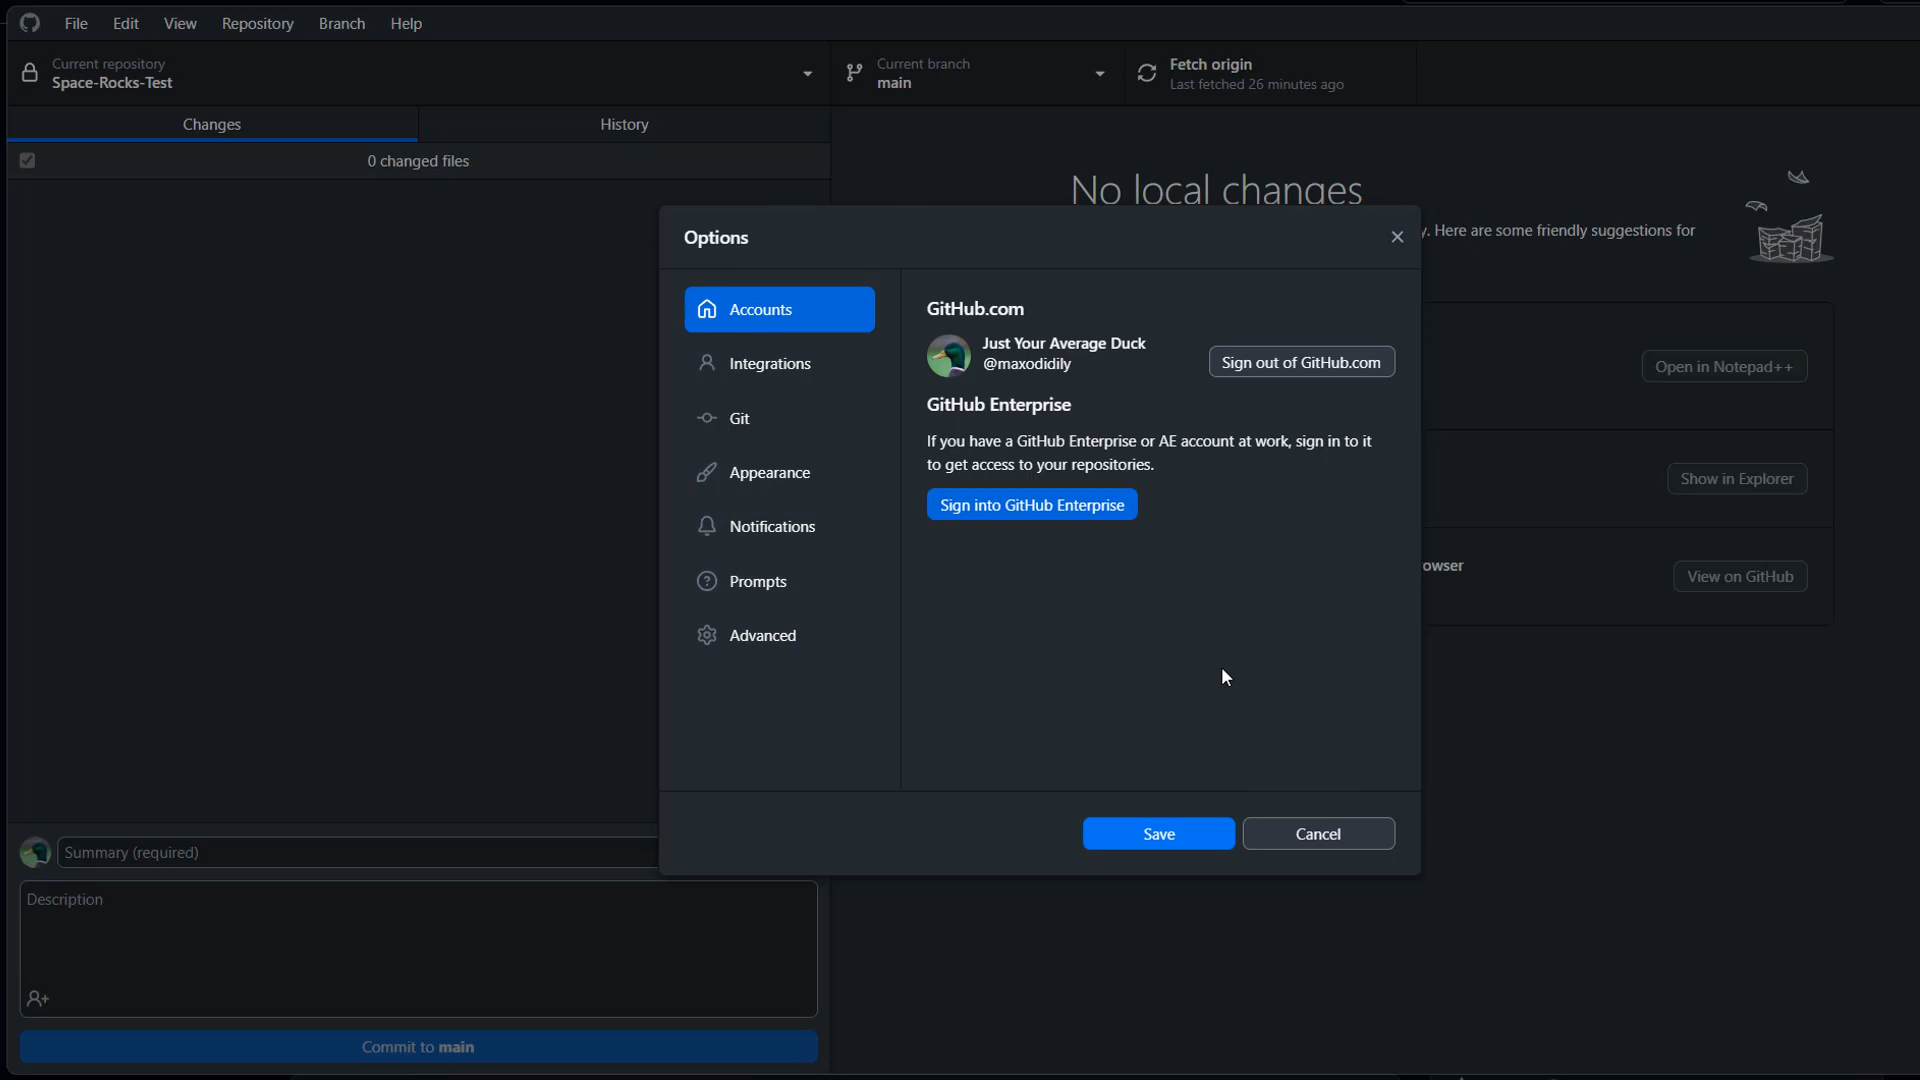 File Edit View Repository Branch Help
Current repository
Space-Rocks-Test
Current branch
main
Fetch origin
Last fetched 26 minutes ago
Changes
History
0 changed files
No local changes
y. Here are some friendly suggestions for
Options
Accounts
Integrations
Git
Appearance
Notifications
Prompts
Advanced
GitHub.com
Just Your Average Duck
@maxodidily
Sign out of GitHub.com
GitHub Enterprise
If you have a GitHub Enterprise or AE account at work, sign in to it
to get access to your repositories.
Sign into GitHub Enterprise
Save
Cancel
Open in Notepad++
Show in Explorer
owser
View on GitHub
Summary (required)
Description
Commit to main